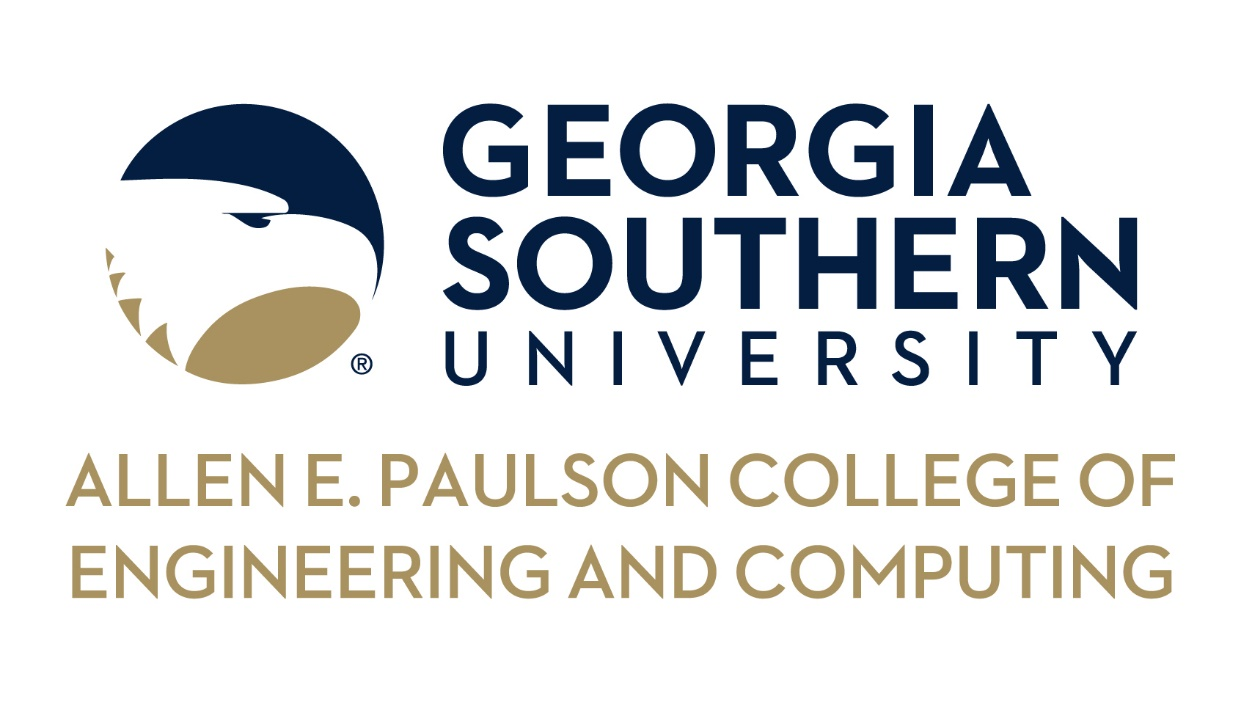 GEORGIA
SOUTHERN
UNIVERSITY
®
ALLEN E. PAULSON COLLEGE OF
ENGINEERING AND COMPUTING